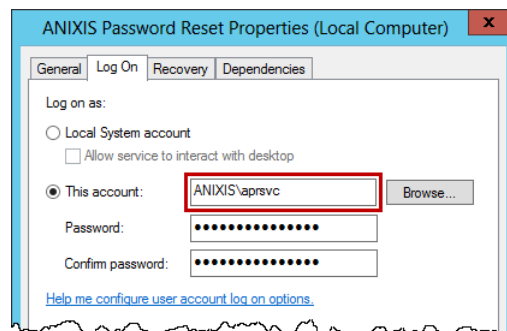 ANIXIS Password Reset Properties (Local Computer) x
General Log On Recovery Dependencies
Log on as:
Local System account
Allow service to interact with desktop
This account: ANIXIS\aprsvc Browse...
Password: •••••••••••••••
Confirm password: •••••••••••••••
Help me configure user account log on options.